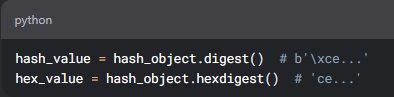 python
hash_value = hash_object.digest()  # b'\xce...'
hex_value = hash_object.hexdigest()  # 'ce...'